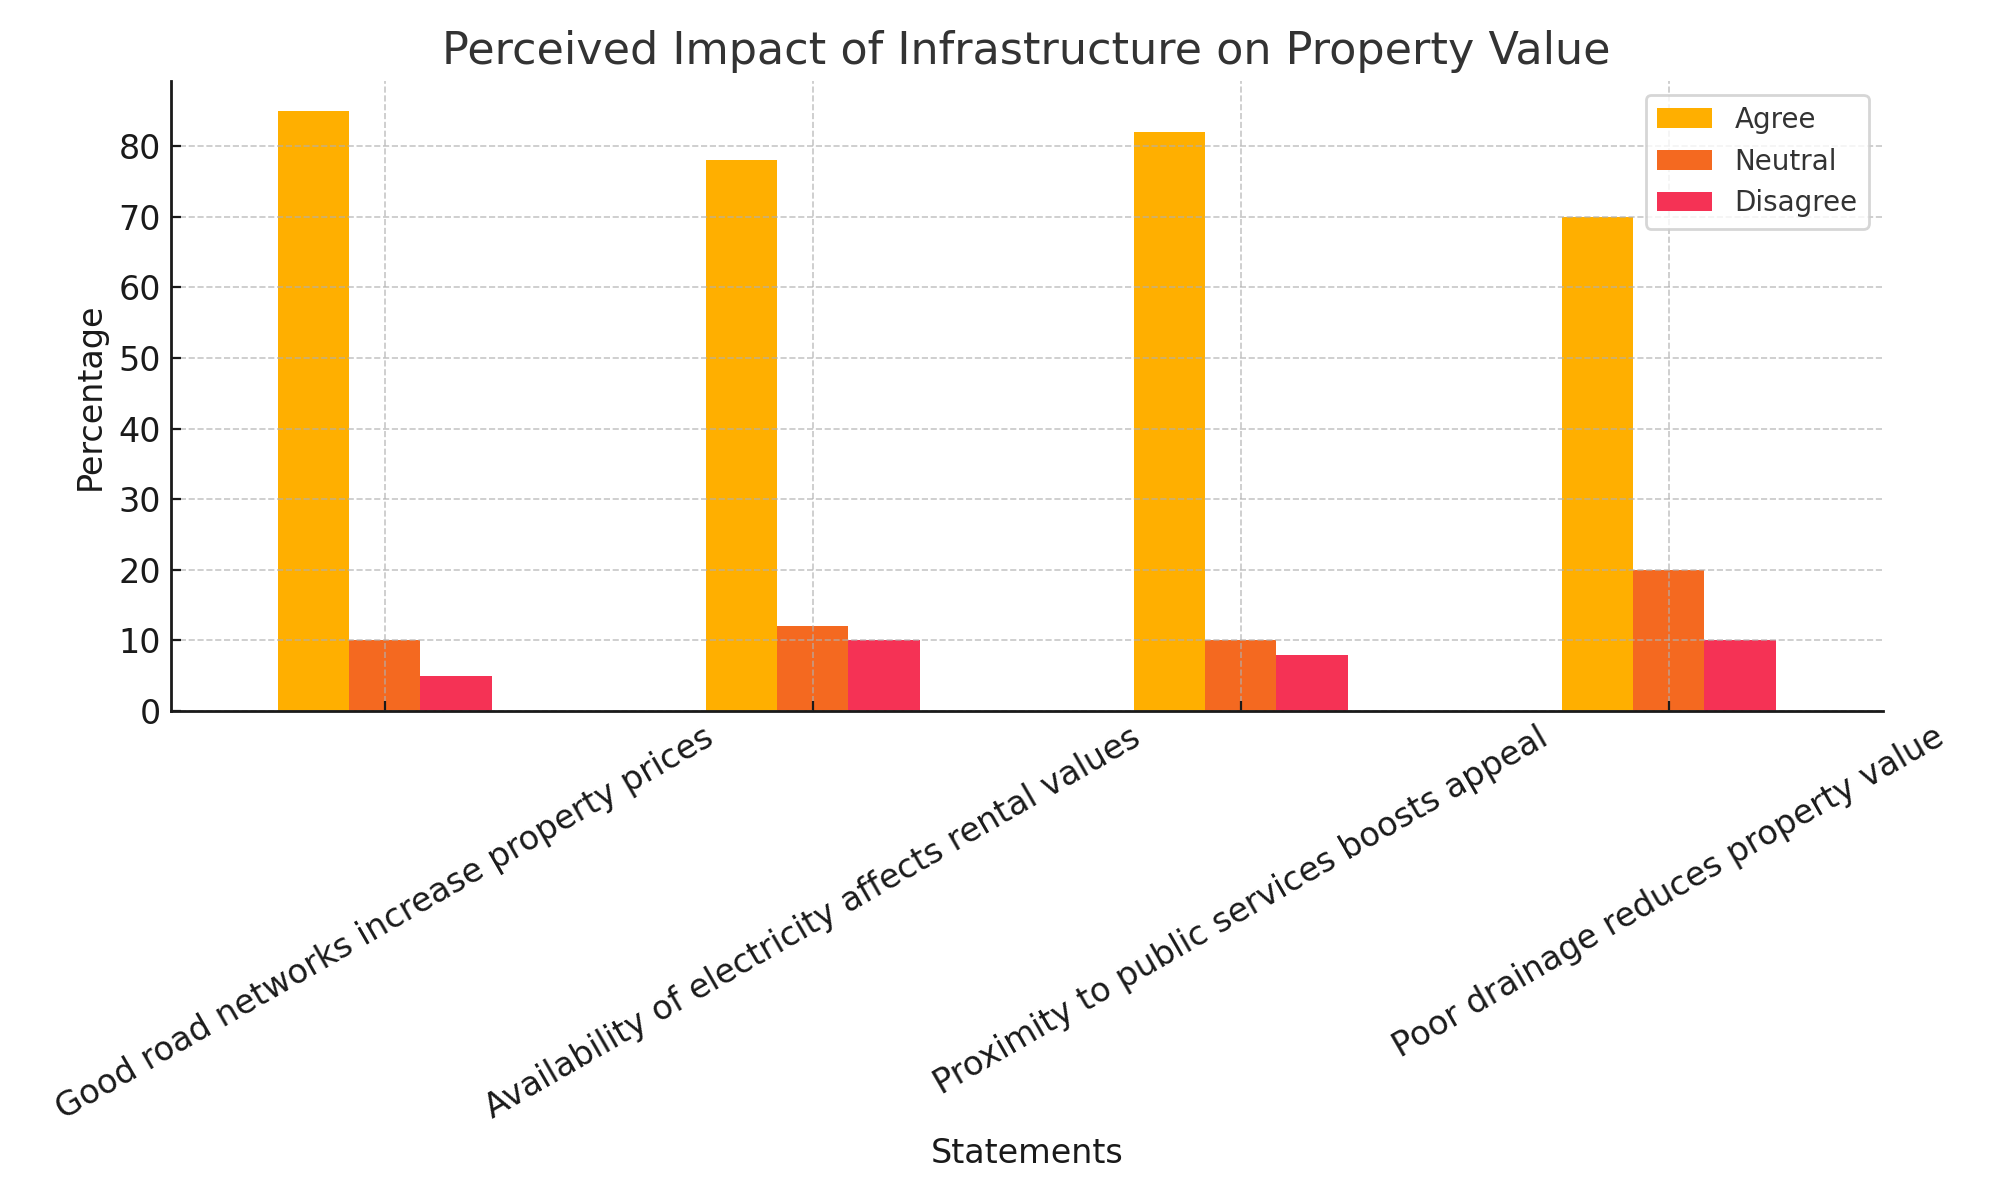 Perceived Impact of Infrastructure on Property Value
Agree
Neutral
Disagree
Percentage
80
70
60
50
40
30
20
10
0
Good road networks increase property prices
Availability of electricity affects rental values
Proximity to public services boosts appeal
Poor drainage reduces property value
Statements